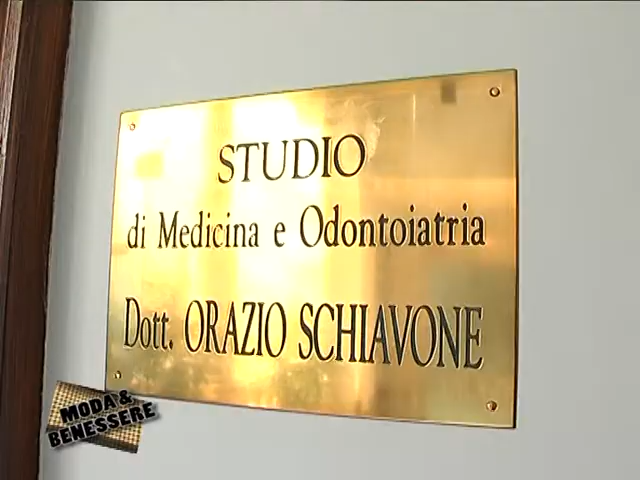 STUDIO
di Medicina e Odontoiatria
Dott. ORAZIO SCHIAVONE
MODA &
BENESSERE